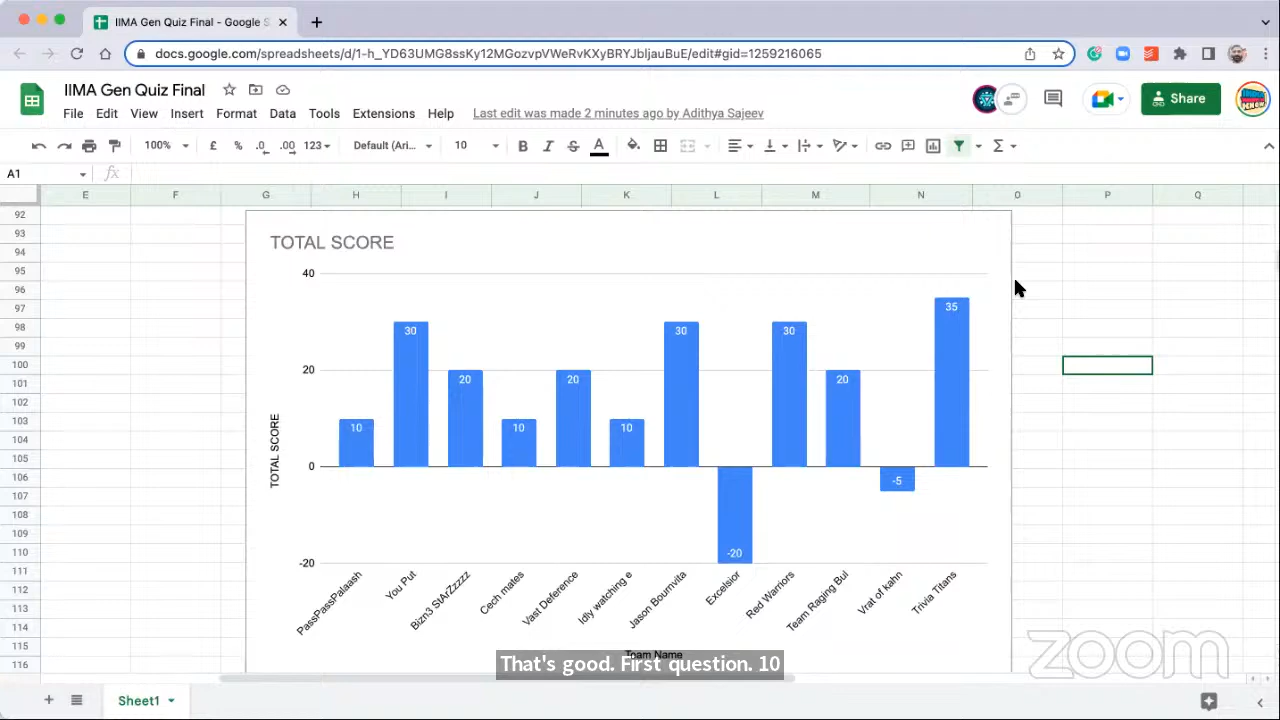 IIMA Gen Quiz Final - Google S
docs.google.com/spreadsheets/d/1-h_YD63UMG8ssKy12MGozvpVWeRvKXyBRYJbljauBuE/edit#gid=1259216065
IIMA Gen Quiz Final
File Edit View Insert Format Data Tools Extensions Help Last edit was made 2 minutes ago by Adithya Sajeev
Share
100% £ % .0 .00 123 Default (Ari... 10 B I S A
A1 fx
E F G H I J K L M N O P Q
92
93
94
95
96
97
98
99
100
101
102
103
104
105
106
107
108
109
110
111
112
113
114
115
116
TOTAL SCORE
TOTAL SCORE
40
20
0
-20
10 30 20 10 20 10 30 -20 30 20 -5 35
PassPassPalaash
You Put
Bizn3 StArZzzzz
Cech mates
Vast Deference
Idly watching e
Jason Bournvita
Excelsior
Red Warriors
Team Raging Bul
Vrat of kahn
Trivia Titans
Team Name
That's good. First question. 10
zoom
Sheet1